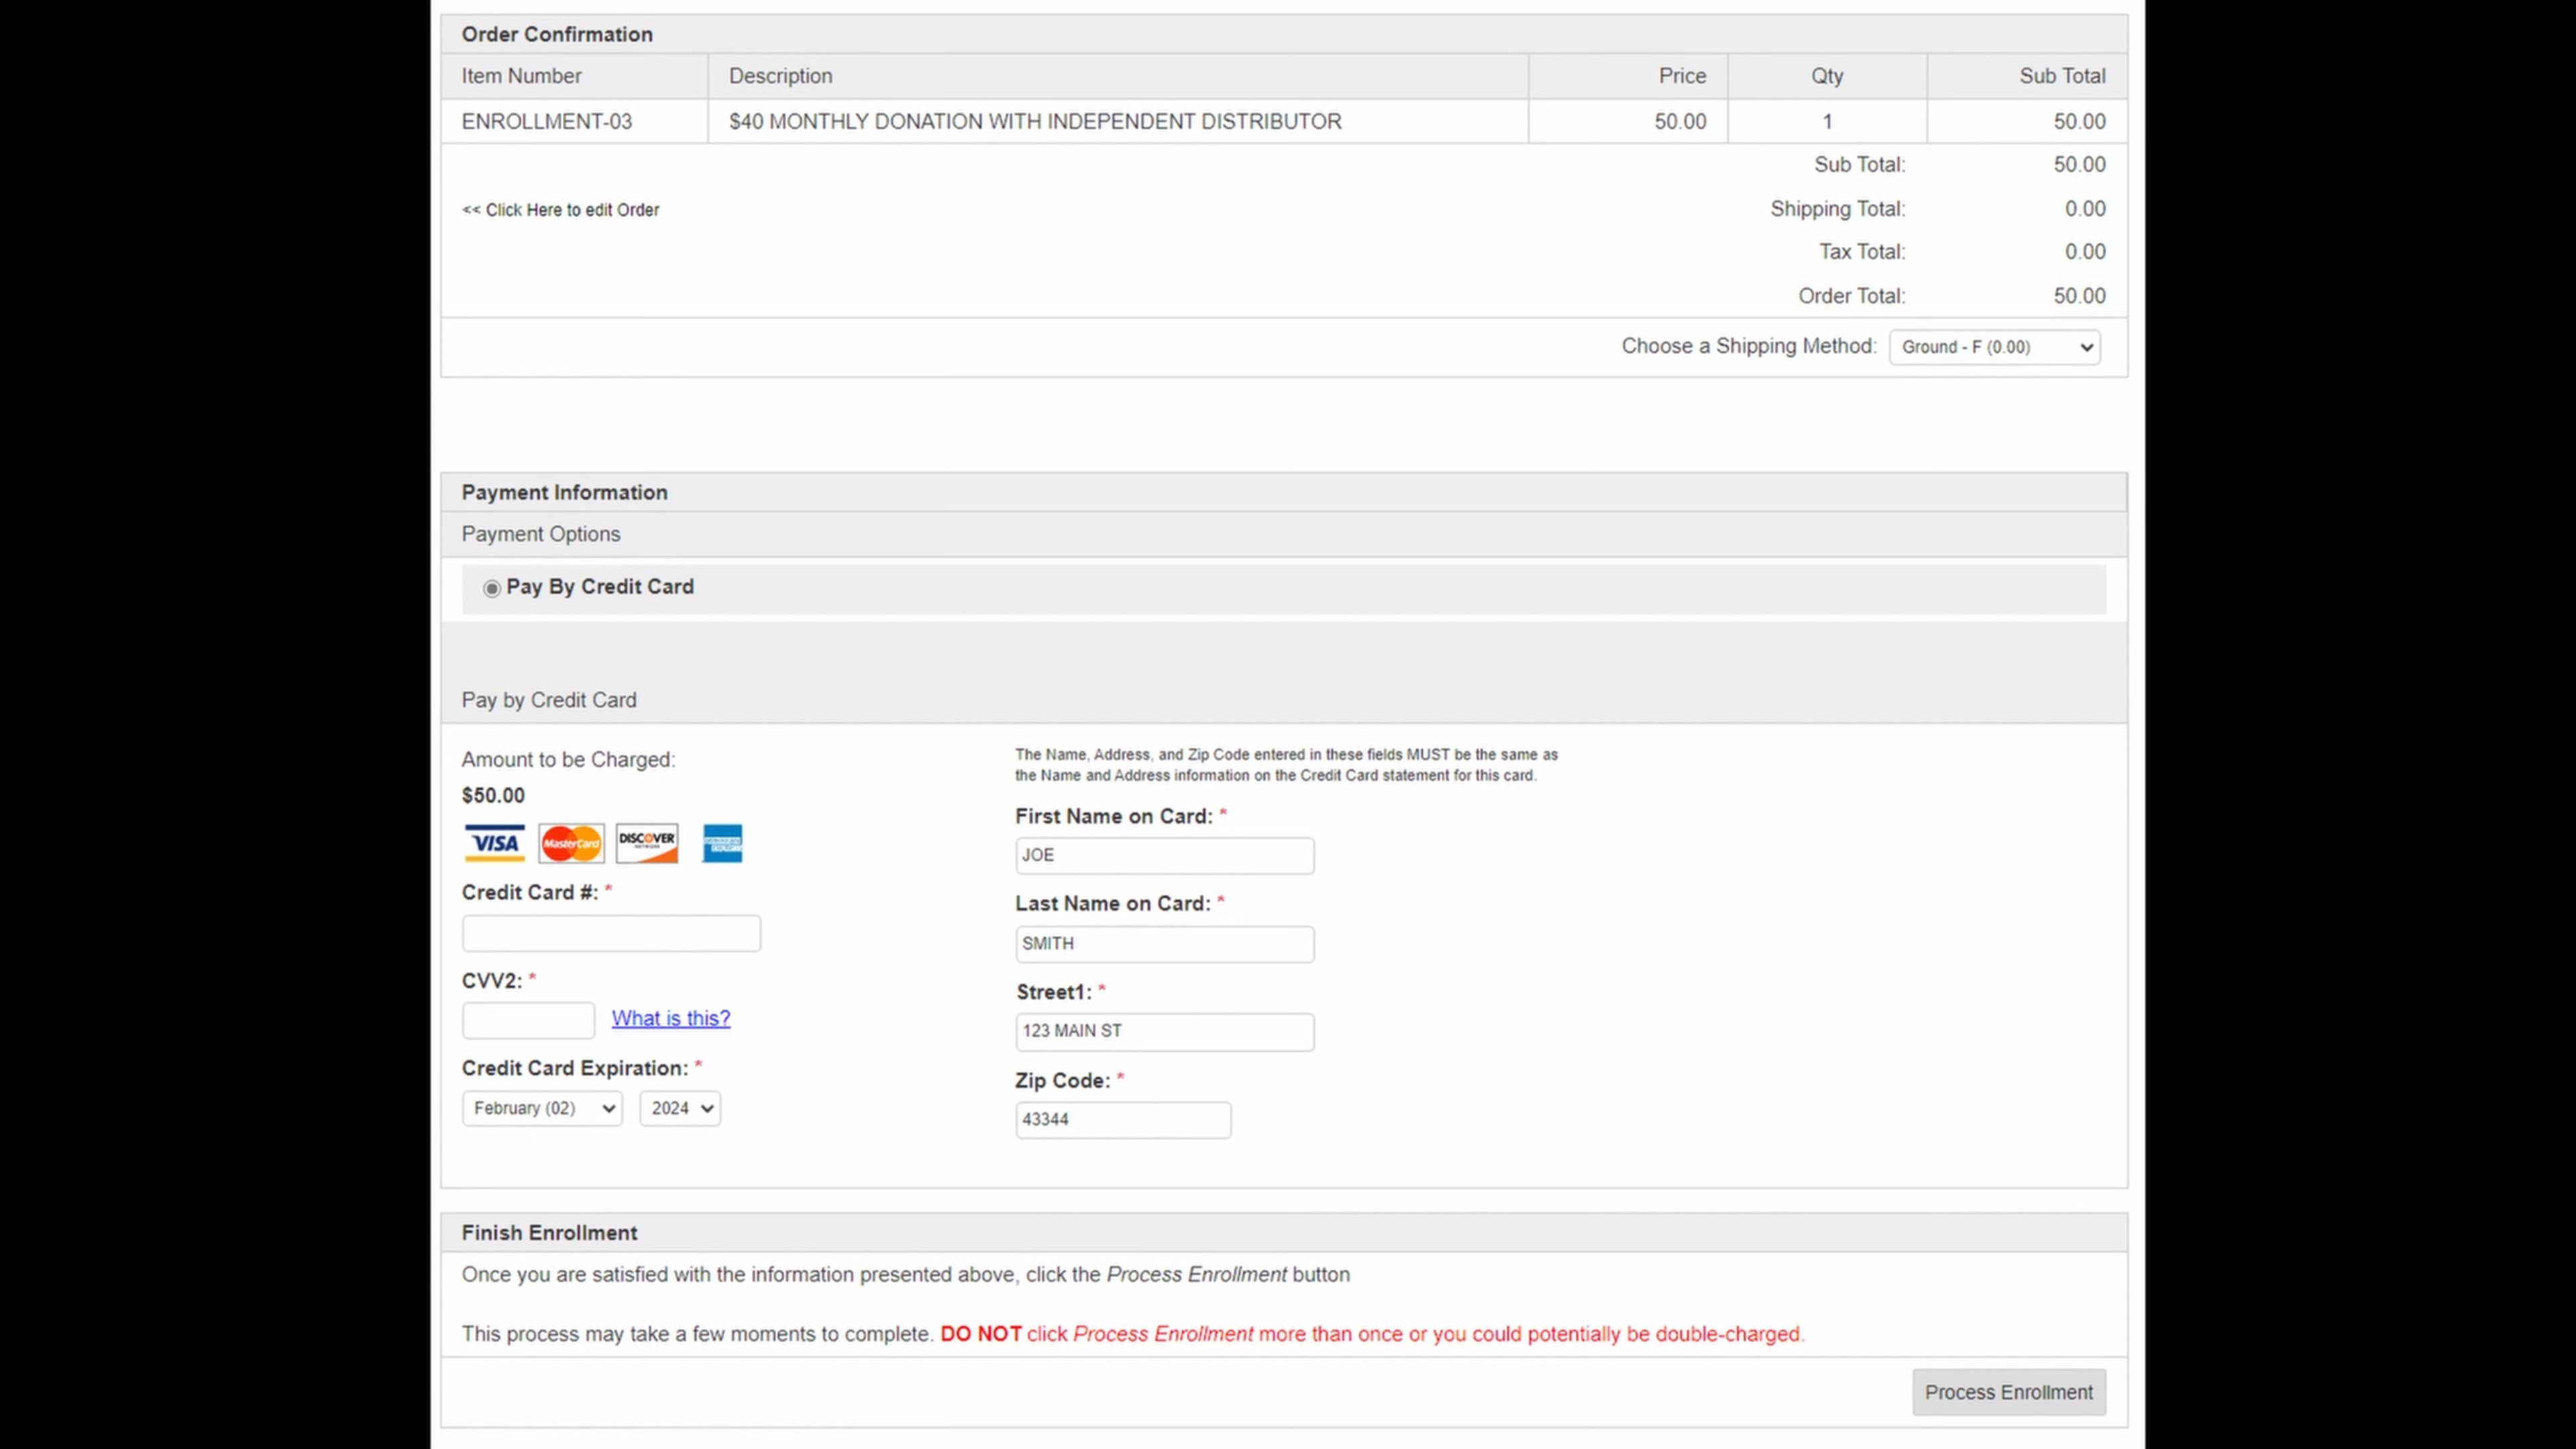 Order Confirmation
Item Number Description Price Qty Sub Total
ENROLLMENT-03 $40 MONTHLY DONATION WITH INDEPENDENT DISTRIBUTOR 50.00 1 50.00
Sub Total: 50.00
<< Click Here to edit Order
Shipping Total: 0.00
Tax Total: 0.00
Order Total: 50.00
Choose a Shipping Method: Ground - F (0.00)
Payment Information
Payment Options
Pay By Credit Card
Pay by Credit Card
Amount to be Charged:
$50.00
VISA MasterCard DISCOVER NETWORK AMERICAN EXPRESS
Credit Card #: *
CVV2: *
What is this?
Credit Card Expiration: *
February (02) 2024
The Name, Address, and Zip Code entered in these fields MUST be the same as
the Name and Address information on the Credit Card statement for this card.
First Name on Card: *
JOE
Last Name on Card: *
SMITH
Street1: *
123 MAIN ST
Zip Code: *
43344
Finish Enrollment
Once you are satisfied with the information presented above, click the Process Enrollment button
This process may take a few moments to complete. DO NOT click Process Enrollment more than once or you could potentially be double-charged.
Process Enrollment